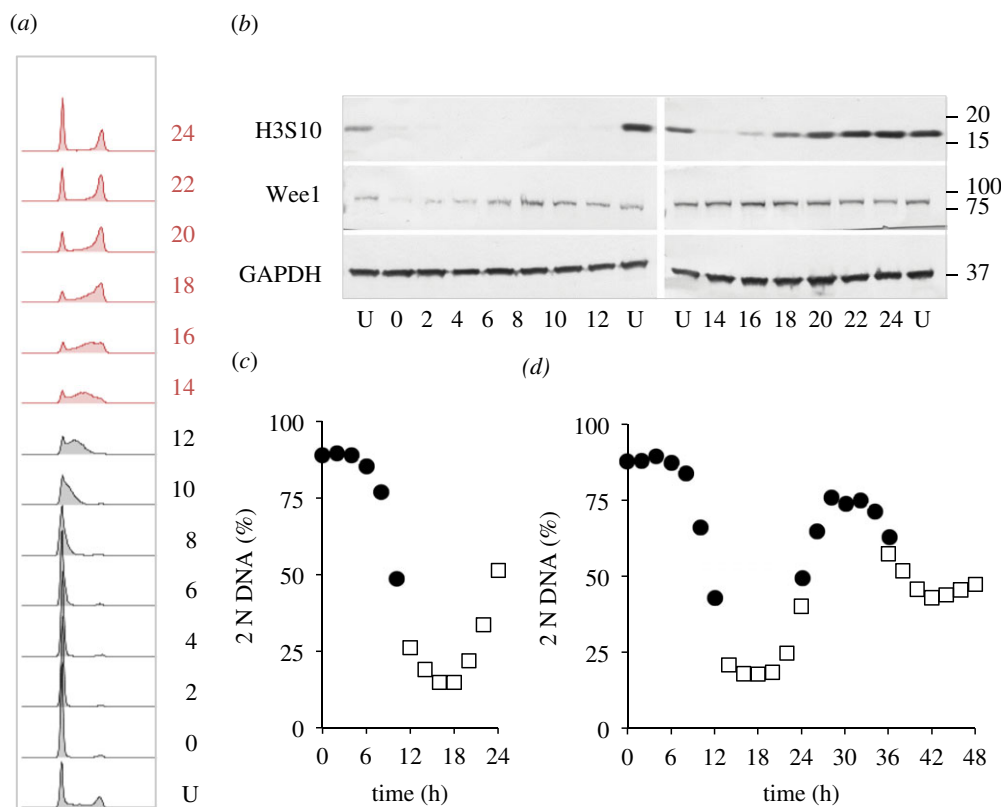 (a)
24
22
20
18
16
14
12
10
8
6
4
2
0
U
(b)
H3S10
Wee1
GAPDH
20
15
100
75
37
U 0 2 4 6 8 10 12 U U 14 16 18 20 22 24 U
(c)
2 N DNA (%)
100
75
50
25
0
0 6 12 18 24
time (h)
(d)
2 N DNA (%)
100
75
50
25
0
0 6 12 18 24 30 36 42 48
time (h)